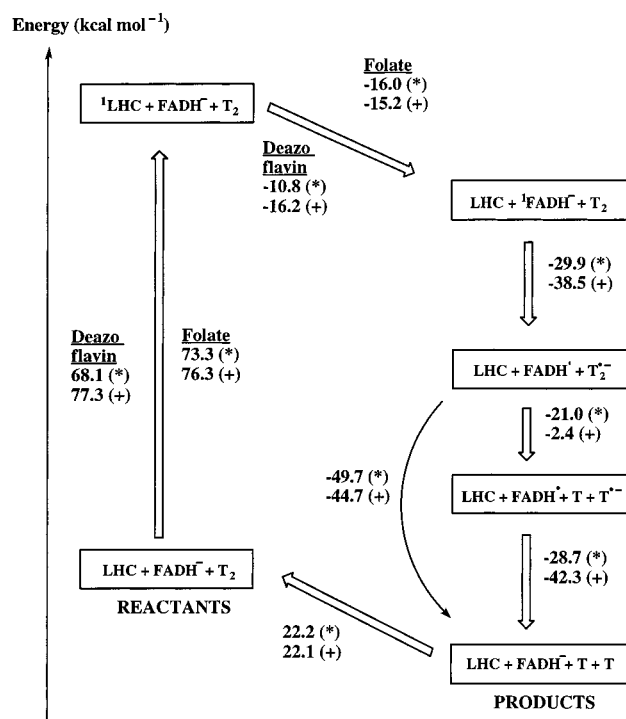 Energy (kcal mol⁻¹)
Folate
-16.0 (*)
-15.2 (+)
¹LHC + FADH⁻ + T₂
Deazo
flavin
-10.8 (*)
-16.2 (+)
LHC + ¹FADH⁻ + T₂
-29.9 (*)
-38.5 (+)
Deazo
flavin
68.1 (*)
77.3 (+)
Folate
73.3 (*)
76.3 (+)
LHC + FADH• + T₂•⁻
-21.0 (*)
-2.4 (+)
-49.7 (*)
-44.7 (+)
LHC + FADH• + T + T•⁻
-28.7 (*)
-42.3 (+)
LHC + FADH⁻ + T₂
REACTANTS
22.2 (*)
22.1 (+)
LHC + FADH⁻ + T + T
PRODUCTS